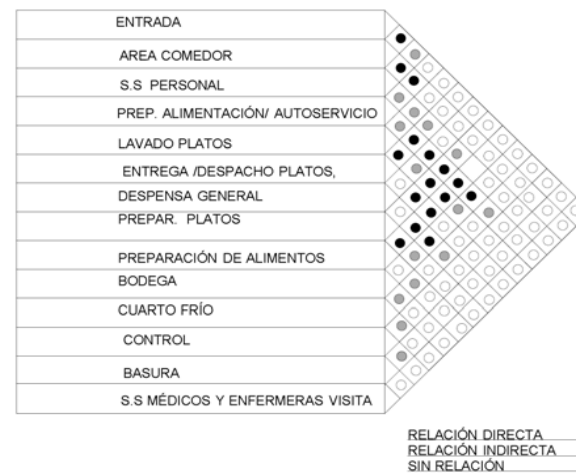 ENTRADA
AREA COMEDOR
S.S PERSONAL
PREP. ALIMENTACIÓN/ AUTOSERVICIO
LAVADO PLATOS
ENTREGA /DESPACHO PLATOS,
DESPENSA GENERAL
PREPAR. PLATOS
PREPARACIÓN DE ALIMENTOS
BODEGA
CUARTO FRÍO
CONTROL
BASURA
S.S MÉDICOS Y ENFERMERAS VISITA
RELACIÓN DIRECTA
RELACIÓN INDIRECTA
SIN RELACIÓN